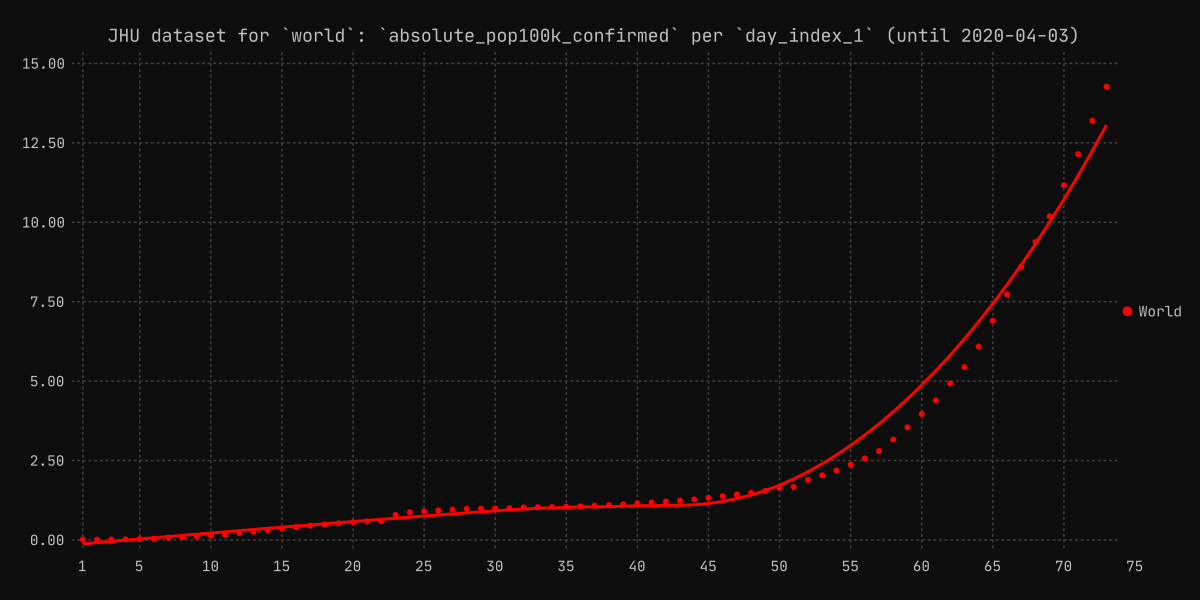 JHU dataset for `world`: `absolute_pop100k_confirmed` per `day_index_1` (until 2020-04-03)
15.00
12.50
10.00
7.50
5.00
2.50
0.00
World
1 5 10 15 20 25 30 35 40 45 50 55 60 65 70 75